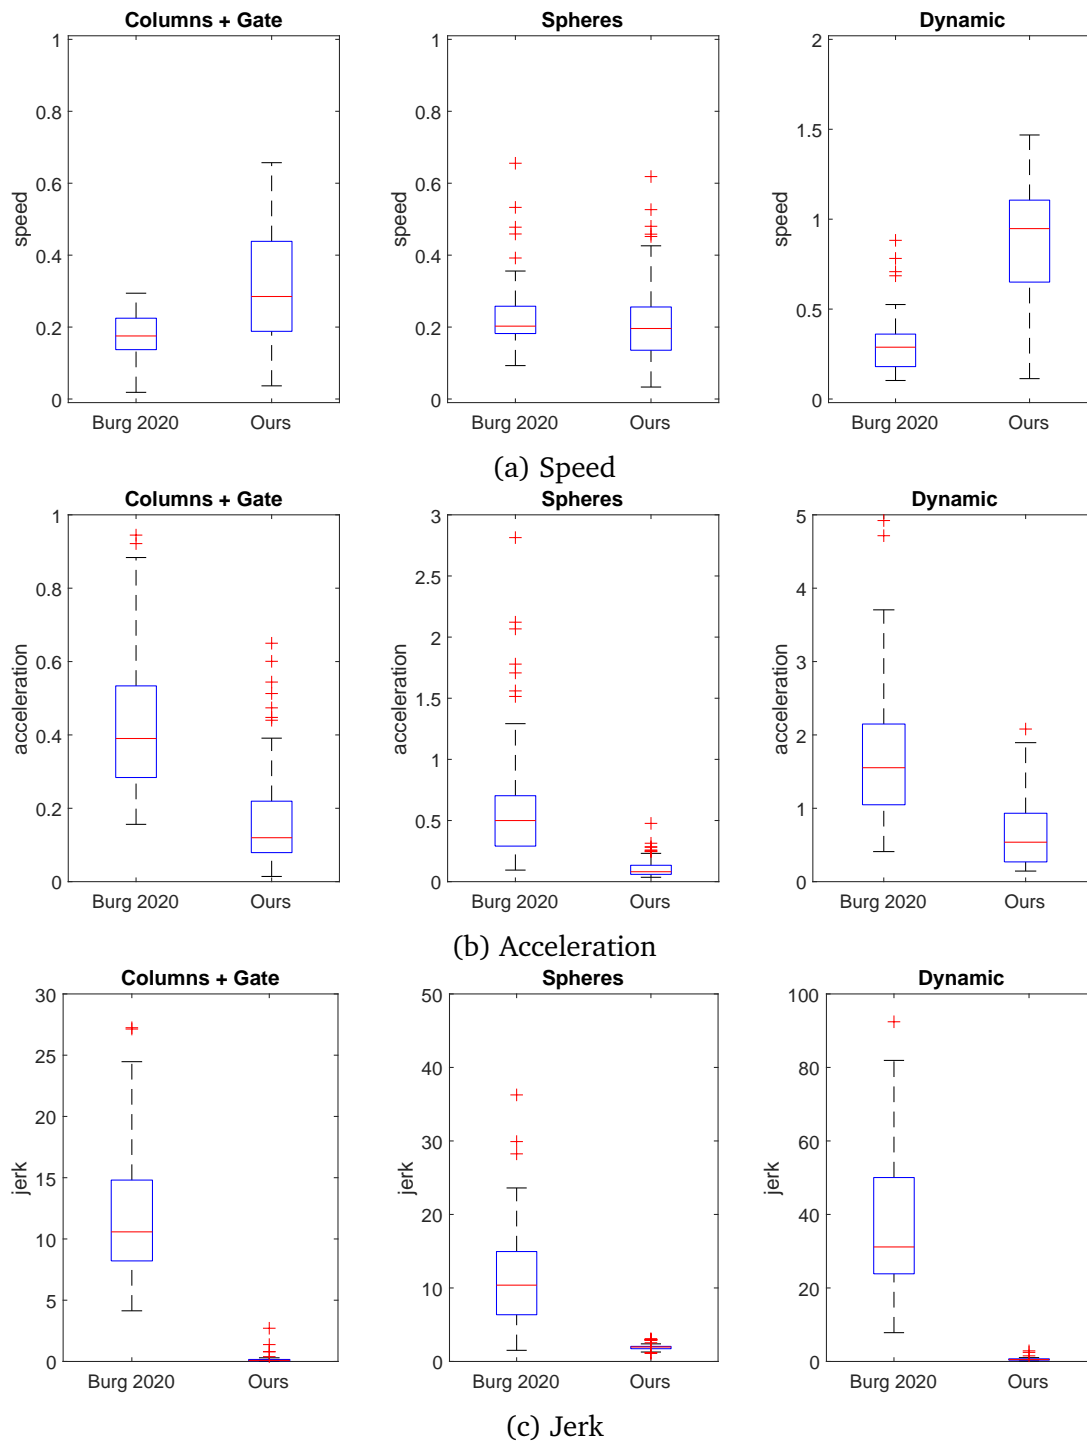 Columns + Gate Spheres Dynamic
1 1 2
0.8 0.8
1.5
0.6 0.6
speed speed speed 1
0.4 0.4
0.5
0.2 0.2
0 0 0
Burg 2020 Ours Burg 2020 Ours Burg 2020 Ours
(a) Speed
Columns + Gate Spheres Dynamic
1 3 5
2.5
0.8 4
2
0.6 3
acceleration acceleration acceleration
1.5
0.4 2
1
0.2 1
0.5
0 0 0
Burg 2020 Ours Burg 2020 Ours Burg 2020 Ours
(b) Acceleration
Columns + Gate Spheres Dynamic
30 50 100
25
40 80
20
30 60
jerk jerk jerk
15
20 40
10
10 20
5
0 0 0
Burg 2020 Ours Burg 2020 Ours Burg 2020 Ours
(c) Jerk